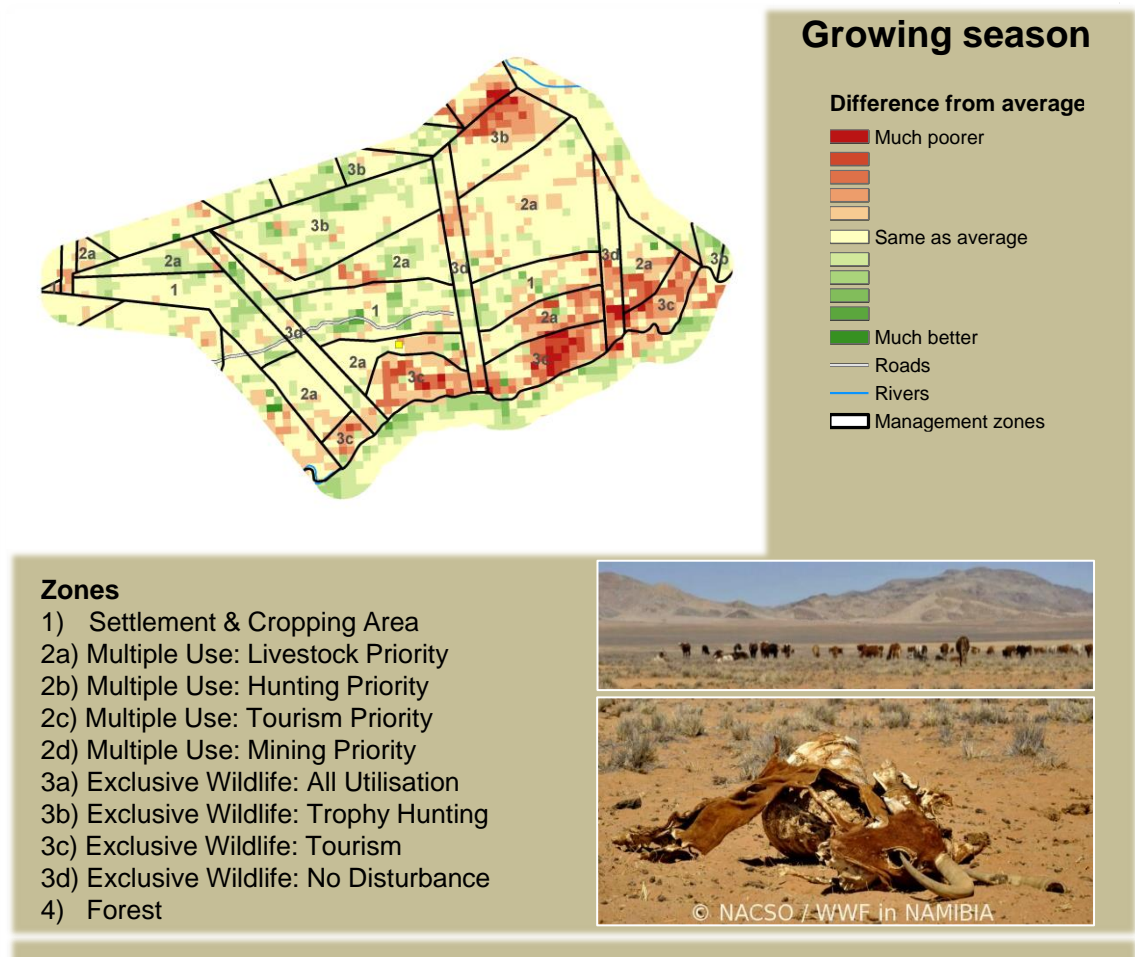 Growing season
Difference from average
Much poorer
Same as average
Much better
Roads
Rivers
Management zones
3b
3b
2a
3b
2a
2a
2a
3d
3d
2a
3b
1
1
3c
1
2a
3d
3c
2a
3c
2a
3c
Zones
1) Settlement & Cropping Area
2a) Multiple Use: Livestock Priority
2b) Multiple Use: Hunting Priority
2c) Multiple Use: Tourism Priority
2d) Multiple Use: Mining Priority
3a) Exclusive Wildlife: All Utilisation
3b) Exclusive Wildlife: Trophy Hunting
3c) Exclusive Wildlife: Tourism
3d) Exclusive Wildlife: No Disturbance
4) Forest
© NACSO / WWF in NAMIBIA